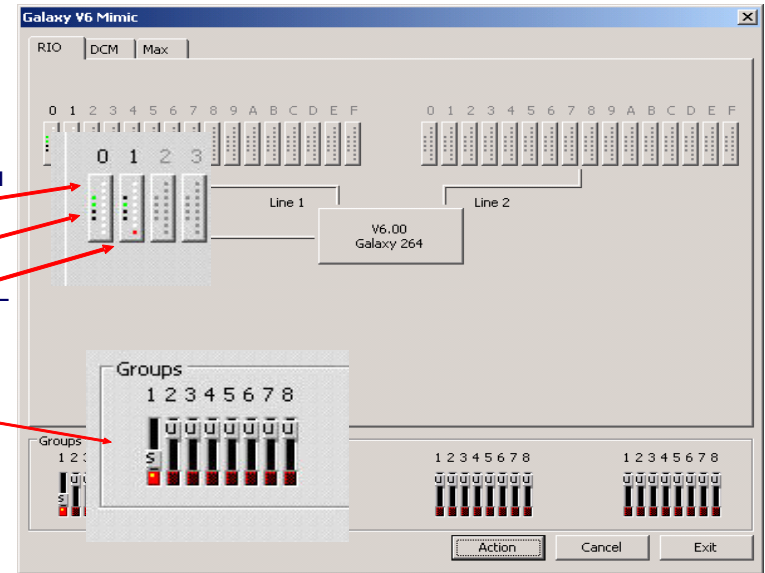 Galaxy V6 Mimic
RIO DCM Max
0 1 2 3 4 5 6 7 8 9 A B C D E F
0 1 2 3 4 5 6 7 8 9 A B C D E F
0 1 2 3
Line 1
Line 2
V6.00
Galaxy 264
Groups
1 2 3 4 5 6 7 8
U U U U U U U
S
Groups
1 2 3
1 2 3 4 5 6 7 8
1 2 3 4 5 6 7 8
U U
U U U U U U U U
U U U U U U U U
S
Action Cancel Exit